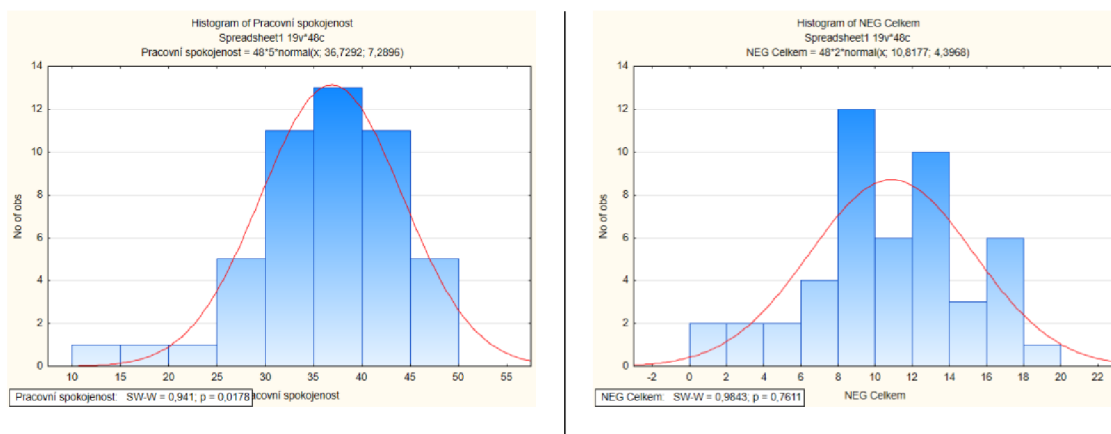 Histogram of Pracovní spokojenost
Spreadsheet1 19v*48c
Pracovní spokojenost = 48*5*normal(x; 36,7292; 7,2896)
14
12
10
8
6
4
2
0
No of obs
10 15 20 25 30 35 40 45 50 55
Pracovní spokojenost: SW-W = 0,941; p = 0,0178
acovní spokojenost
Histogram of NEG Celkem
Spreadsheet1 19v*48c
NEG Celkem = 48*2*normal(x; 10,8177; 4,3968)
14
12
10
8
6
4
2
0
No of obs
-2 0 2 4 6 8 10 12 14 16 18 20 22
NEG Celkem: SW-W = 0,9843; p = 0,7611
NEG Celkem